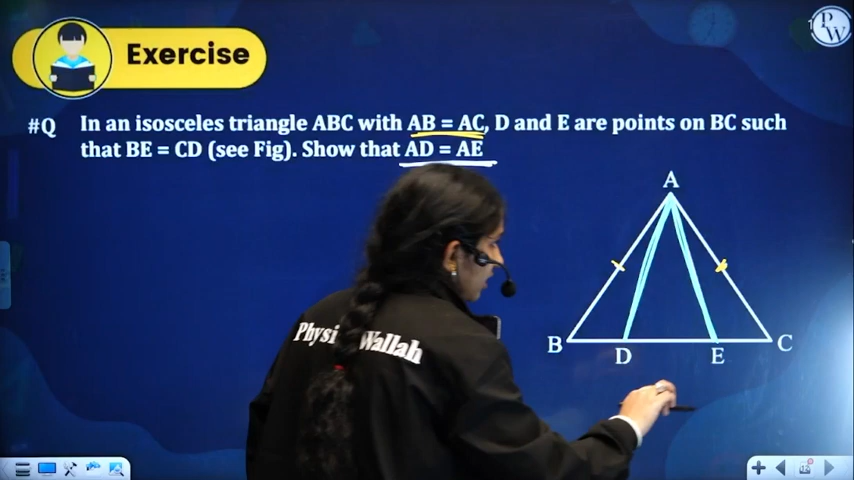 PW
Exercise
#Q In an isosceles triangle ABC with AB = AC, D and E are points on BC such
that BE = CD (see Fig). Show that AD = AE
A
B
D
E
C
Wallah